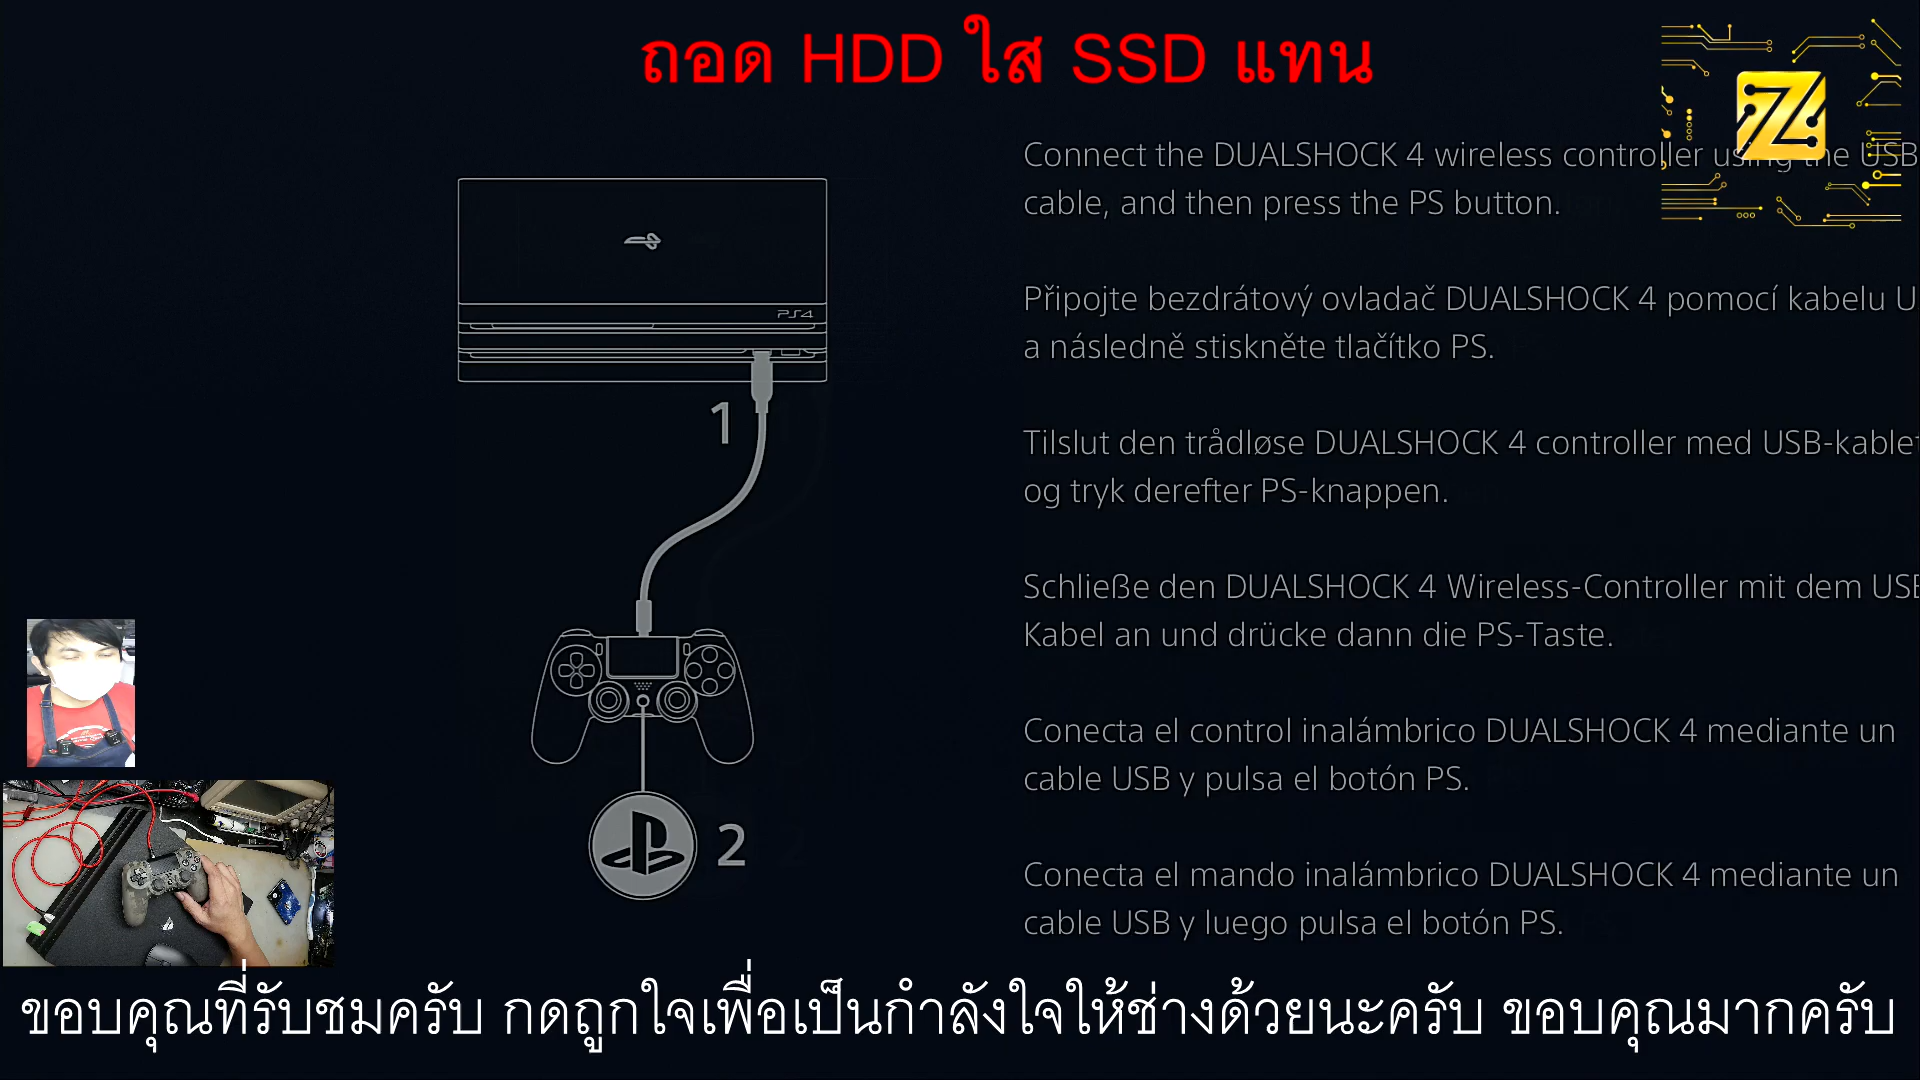 ถอด HDD ใส SSD แทน
Connect the DUALSHOCK 4 wireless controller using the USB
cable, and then press the PS button.
Připojte bezdrátový ovladač DUALSHOCK 4 pomocí kabelu U
a následně stiskněte tlačítko PS.
Tilslut den trådløse DUALSHOCK 4 controller med USB-kablet
og tryk derefter PS-knappen.
Schließe den DUALSHOCK 4 Wireless-Controller mit dem USB
Kabel an und drücke dann die PS-Taste.
Conecta el control inalámbrico DUALSHOCK 4 mediante un
cable USB y pulsa el botón PS.
Conecta el mando inalámbrico DUALSHOCK 4 mediante un
cable USB y luego pulsa el botón PS.
PS4
1
2
ขอบคุณที่รับชมครับ กดถูกใจเพื่อเป็นกำลังใจให้ช่างด้วยนะครับ ขอบคุณมากครับ